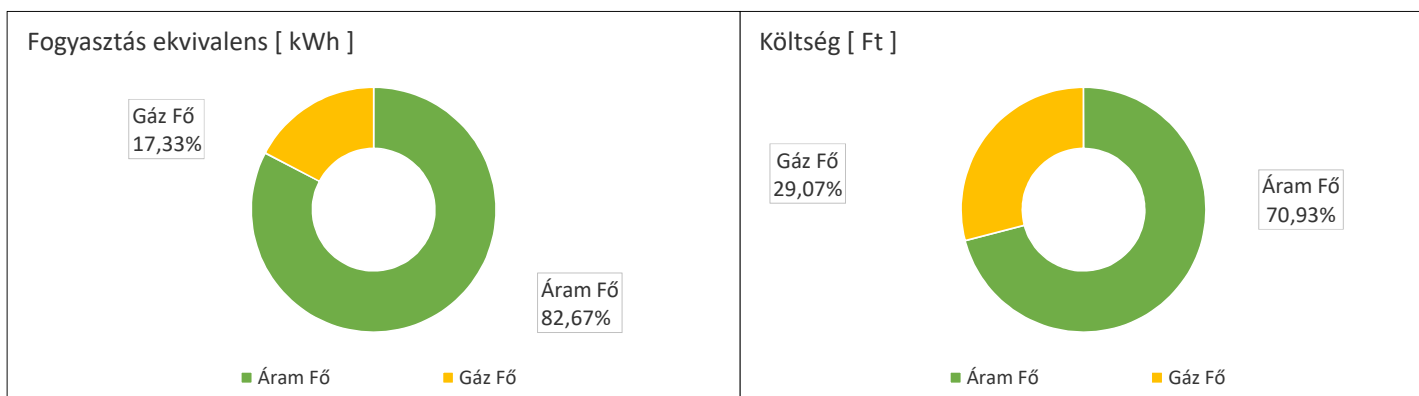 Fogyasztás ekvivalens [ kWh ]
Gáz Fő
17,33%
Áram Fő
82,67%
Áram Fő
Gáz Fő
Költség [ Ft ]
Gáz Fő
29,07%
Áram Fő
70,93%
Áram Fő
Gáz Fő